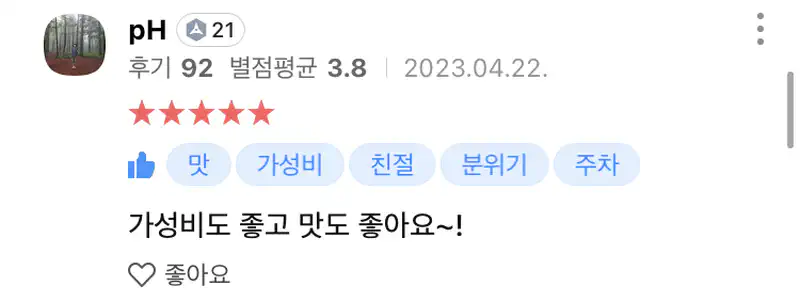 pH 21
후기 92 별점평균 3.8 2023.04.22.
맛 가성비 친절 분위기 주차
가성비도 좋고 맛도 좋아요~!
좋아요